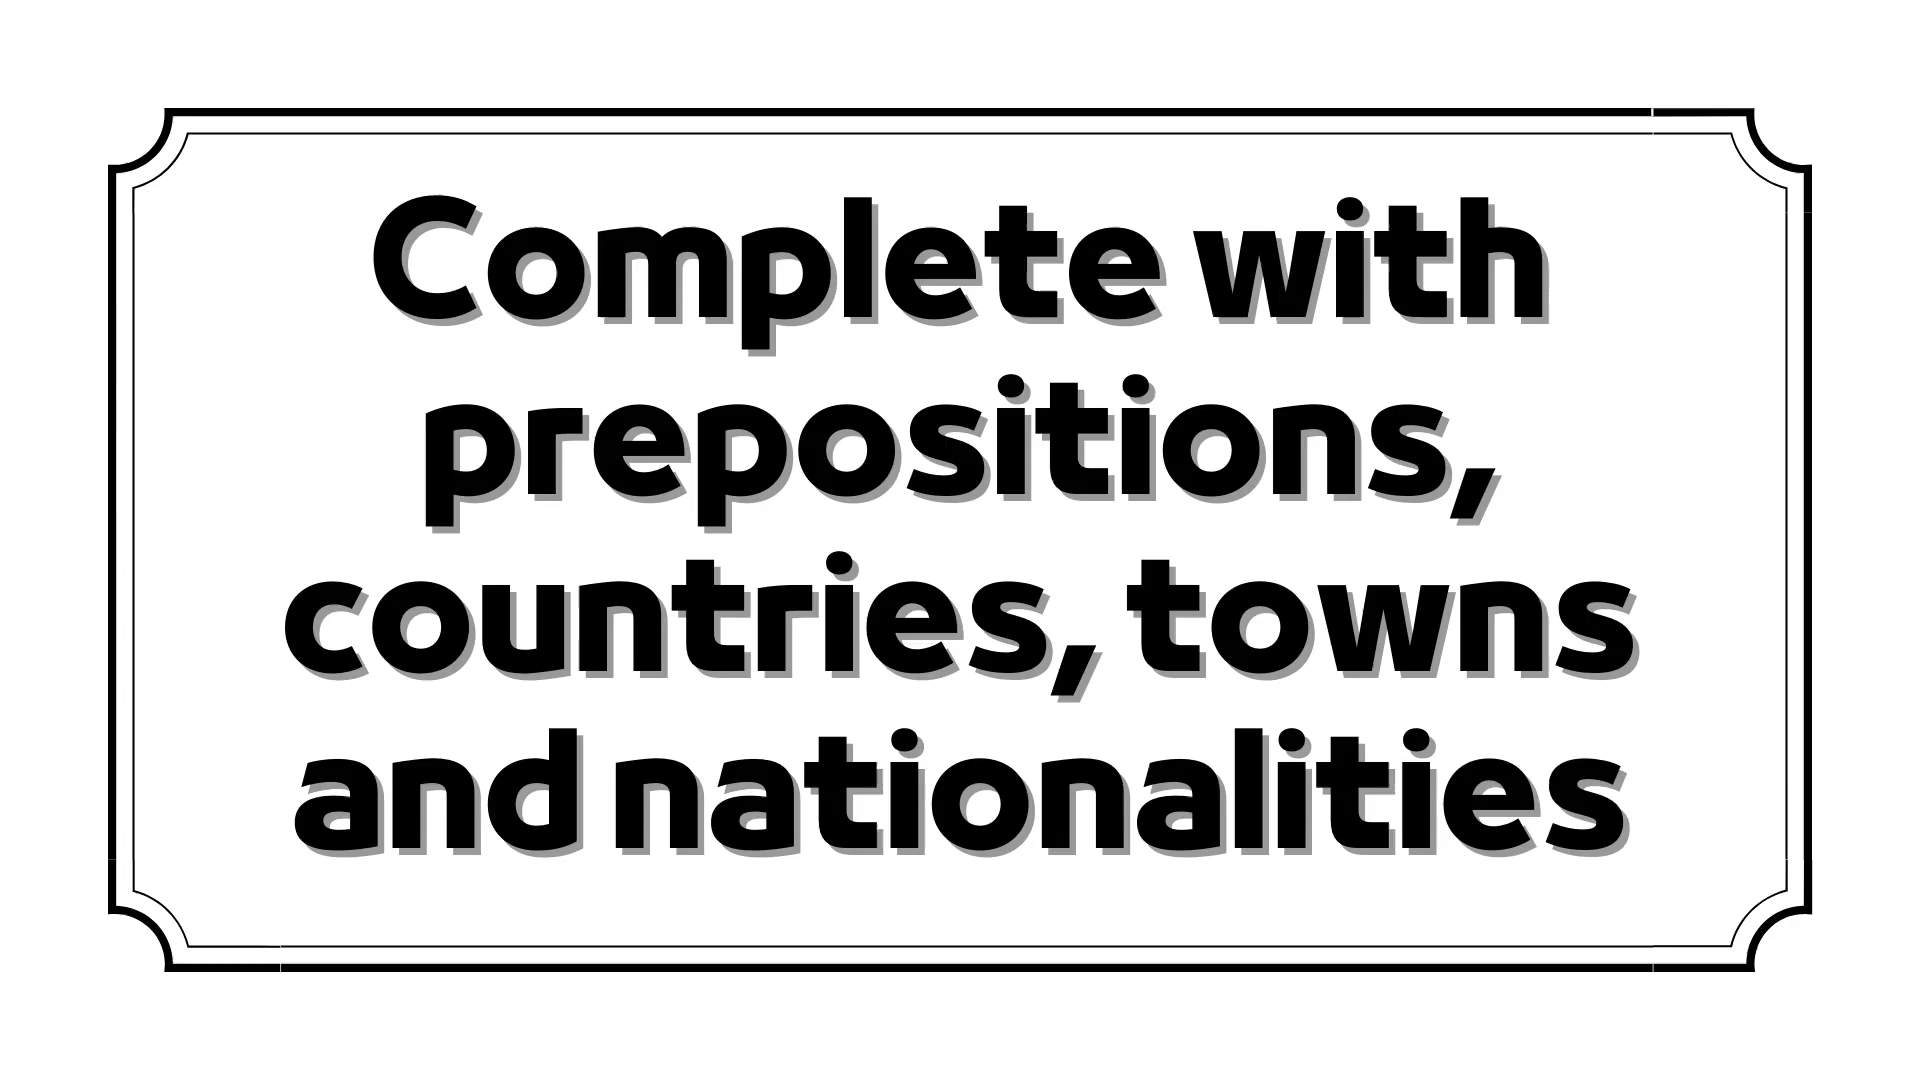 Complete with
prepositions,
countries, towns
and nationalities